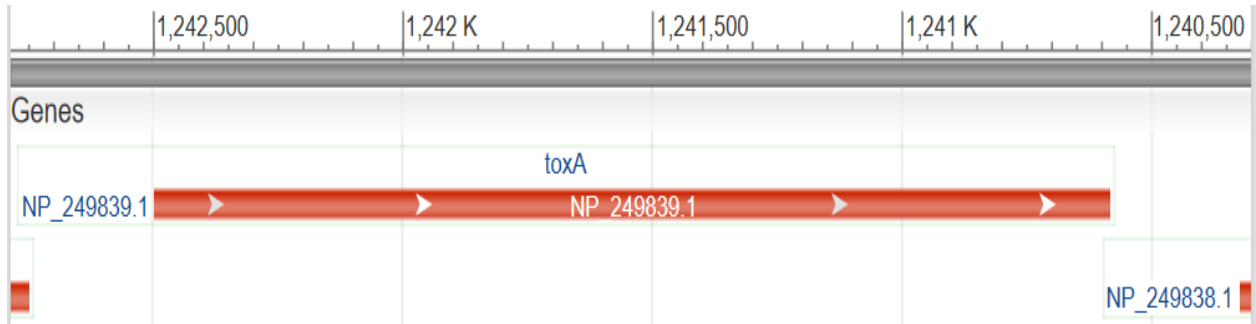 1,242,500 1,242 K 1,241,500 1,241 K 1,240,500
Genes
toxA
NP_249839.1 NP_249839.1
NP_249838.1